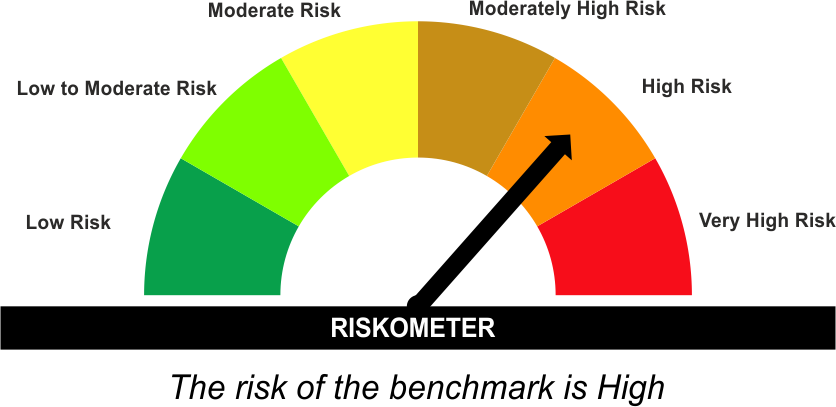 Moderate Risk
Moderately High Risk
Low to Moderate Risk
High Risk
Low Risk
Very High Risk
RISKOMETER
The risk of the benchmark is High